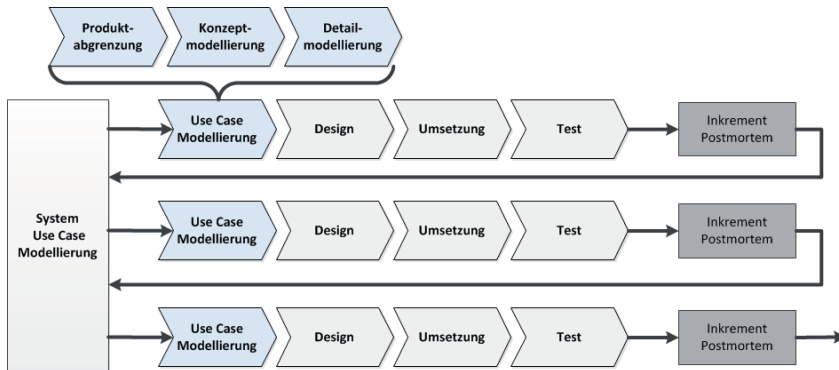 Produkt-
abgrenzung
Konzept-
modellierung
Detail-
modellierung
System
Use Case
Modellierung
Use Case
Modellierung
Design
Umsetzung
Test
Inkrement
Postmortem
Use Case
Modellierung
Design
Umsetzung
Test
Inkrement
Postmortem
Use Case
Modellierung
Design
Umsetzung
Test
Inkrement
Postmortem